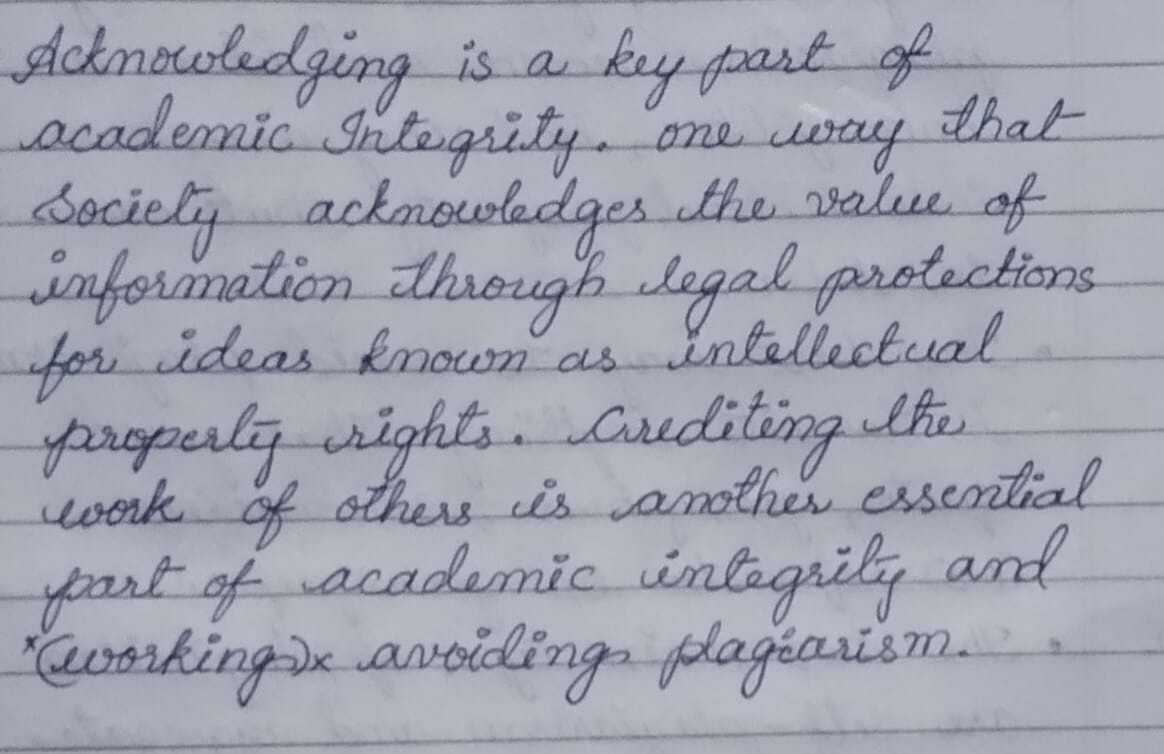 Acknowledging is a key part of
academic Integrity. one way that
Society acknowledges the value of
information through legal protections
for ideas known as intellectual
property rights. Crediting the
work of others is another essential
part of academic integrity and
*(working)x avoiding plagiarism.